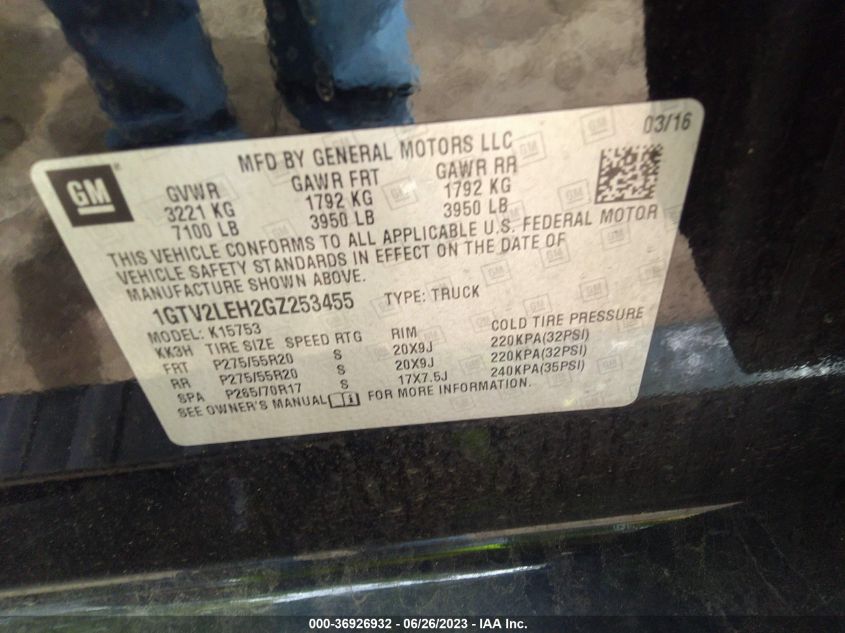 GM
MFD BY GENERAL MOTORS LLC
03/16
GVWR GAWR FRT GAWR RR
3221 KG 1792 KG 1792 KG
7100 LB 3950 LB 3950 LB
THIS VEHICLE CONFORMS TO ALL APPLICABLE U.S. FEDERAL MOTOR
VEHICLE SAFETY STANDARDS IN EFFECT ON THE DATE OF
MANUFACTURE SHOWN ABOVE.
1GTV2LEH2GZ253455 TYPE: TRUCK
MODEL: K15753
KK3H TIRE SIZE SPEED RTG RIM COLD TIRE PRESSURE
FRT P275/55R20 S 20X9J 220KPA(32PSI)
RR P275/55R20 S 20X9J 220KPA(32PSI)
SPA P265/70R17 S 17X7.5J 240KPA(35PSI)
SEE OWNER'S MANUAL FOR MORE INFORMATION.
000-36926932 - 06/26/2023 - IAA Inc.